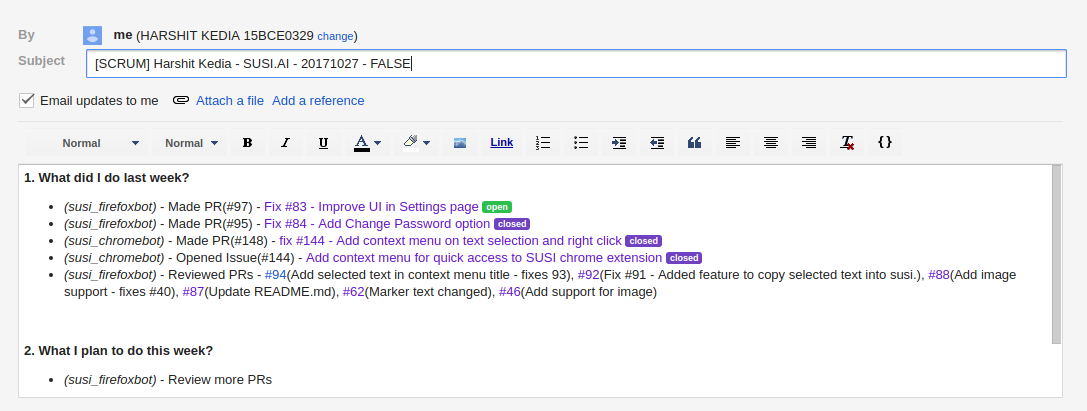 By me (HARSHIT KEDIA 15BCE0329 change)
Subject [SCRUM] Harshit Kedia - SUSI.AI - 20171027 - FALSE
Email updates to me Attach a file Add a reference
Normal Normal B I U A Link T {}
1. What did I do last week?
• (susi_firefoxbot) - Made PR(#97) - Fix #83 - Improve UI in Settings page open
• (susi_firefoxbot) - Made PR(#95) - Fix #84 - Add Change Password option closed
• (susi_chromebot) - Made PR(#148) - fix #144 - Add context menu on text selection and right click closed
• (susi_chromebot) - Opened Issue(#144) - Add context menu for quick access to SUSI chrome extension closed
• (susi_firefoxbot) - Reviewed PRs - #94(Add selected text in context menu title - fixes 93), #92(Fix #91 - Added feature to copy selected text into susi.), #88(Add image
support - fixes #40), #87(Update README.md), #62(Marker text changed), #46(Add support for image)
2. What I plan to do this week?
• (susi_firefoxbot) - Review more PRs